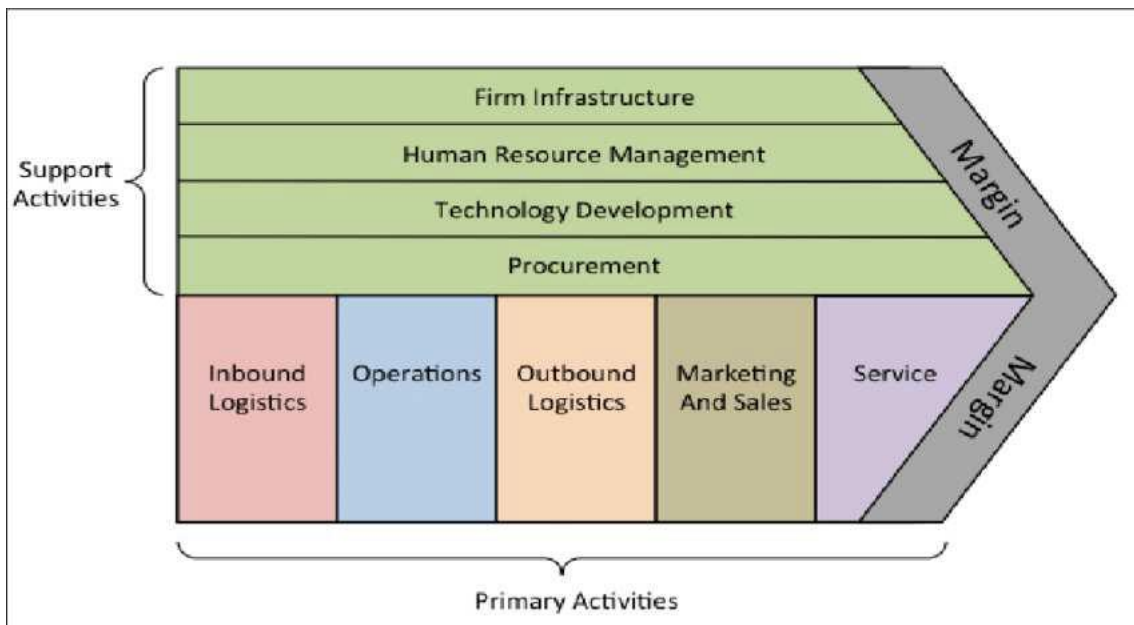 Support
Activities
Firm Infrastructure
Human Resource Management
Technology Development
Procurement
Margin
Inbound
Logistics
Operations
Outbound
Logistics
Marketing
And Sales
Service
Margin
Primary Activities